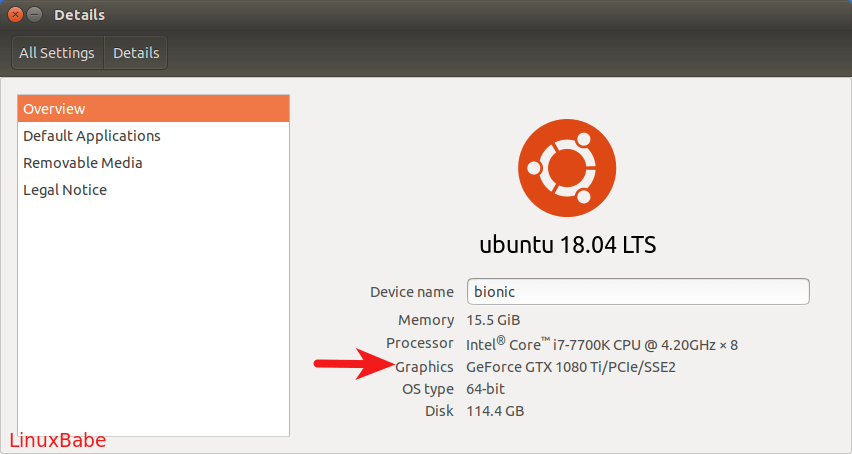 Details
All Settings Details
Overview
Default Applications
Removable Media
Legal Notice
ubuntu 18.04 LTS
Device name bionic
Memory 15.5 GiB
Processor Intel® Core™ i7-7700K CPU @ 4.20GHz × 8
Graphics GeForce GTX 1080 Ti/PCIe/SSE2
OS type 64-bit
Disk 114.4 GB
LinuxBabe